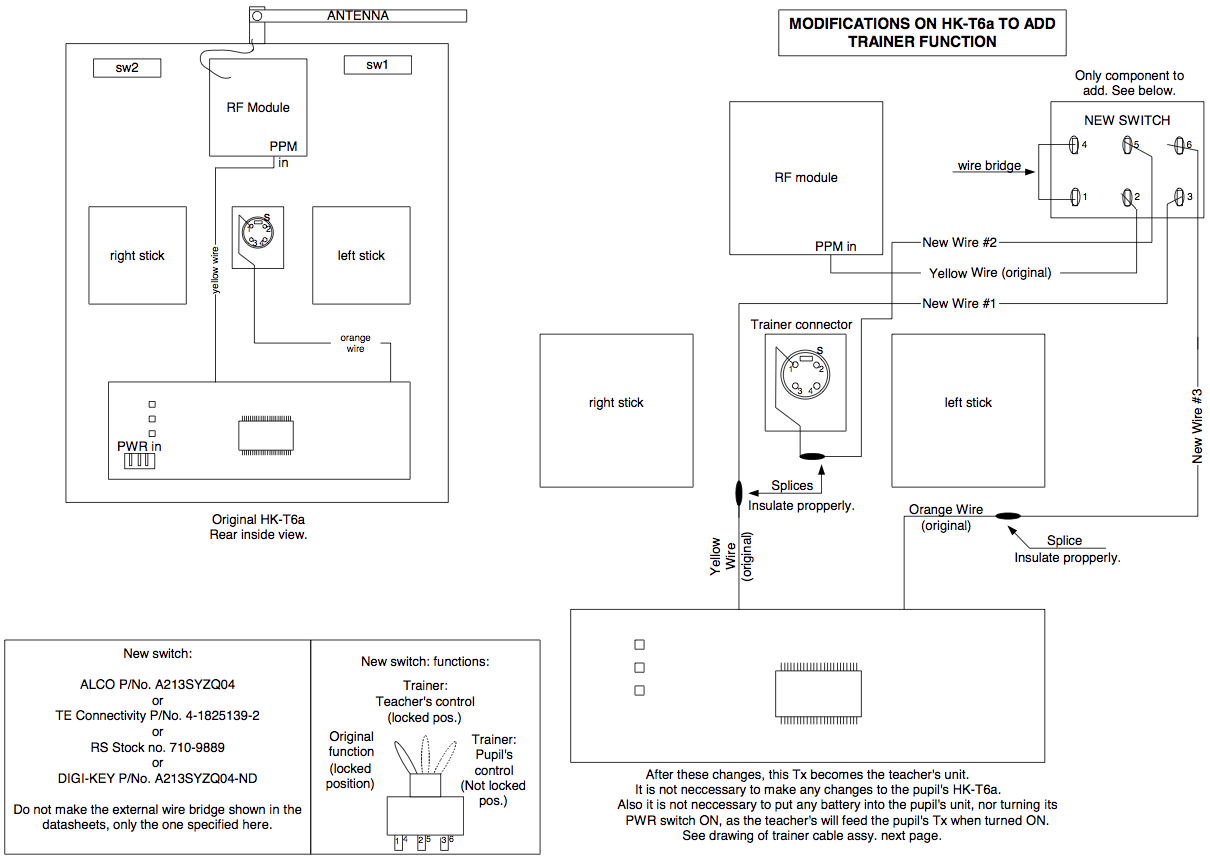 ANTENNA
sw2
sw1
RF Module
PPM
in
yellow wire
S
1
2
3
4
right stick
left stick
orange
wire
PWR in
Original HK-T6a
Rear inside view.
MODIFICATIONS ON HK-T6a TO ADD
TRAINER FUNCTION
Only component to
add. See below.
NEW SWITCH
4
5
6
1
2
3
wire bridge
RF module
PPM in
New Wire #2
Yellow Wire (original)
New Wire #1
Trainer connector
S
1
2
3
4
right stick
left stick
New Wire #3
Splices
Insulate propperly.
Yellow
Wire
(original)
Orange Wire
(original)
Splice
Insulate propperly.
After these changes, this Tx becomes the teacher's unit.
It is not neccessary to make any changes to the pupil's HK-T6a.
Also it is not neccessary to put any battery into the pupil's unit, nor turning its
PWR switch ON, as the teacher's will feed the pupil's Tx when turned ON.
See drawing of trainer cable assy. next page.
New switch:
ALCO P/No. A213SYZQ04
or
TE Connectivity P/No. 4-1825139-2
or
RS Stock no. 710-9889
or
DIGI-KEY P/No. A213SYZQ04-ND
Do not make the external wire bridge shown in the
datasheets, only the one specified here.
New switch: functions:
Trainer:
Teacher's control
(locked pos.)
Original
function
(locked
position)
Trainer:
Pupil's
control
(Not locked
pos.)
1 4
2 5
3 6